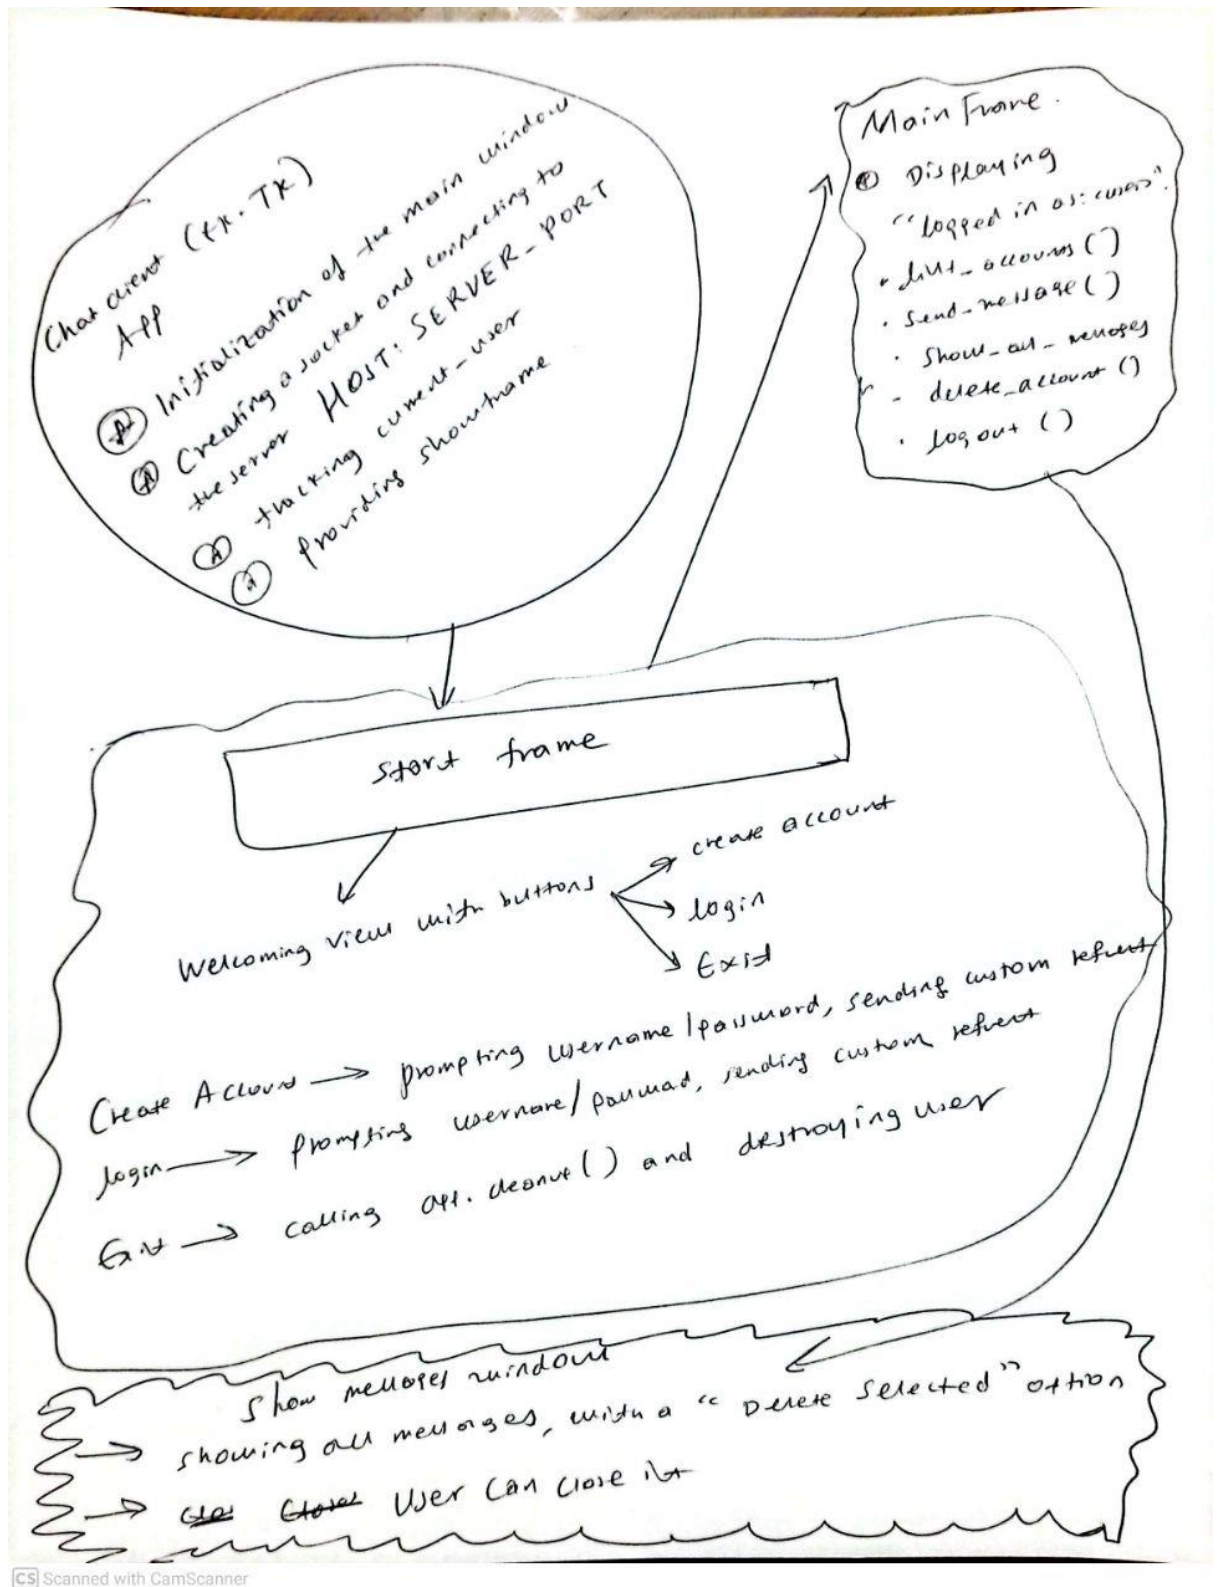 Chat client (tx. Tk)
App
Initialization of the main window
Creating a socket and connecting to
the server HOST: SERVER_PORT
tracking current_user
Providing showframe
Main Frame.
Displaying
"logged in as: <user>".
list_accounts()
send_message()
show_all_messages
delete_account()
logout ()
Start frame
Welcoming view with buttons
create account
login
Exit
Create Account → prompting username/password, sending custom request
login → Prompting username/password, sending custom request
Exit → calling app. () and destroying user
Show messages window
→ showing all messages, with a "Delete Selected" option
→ User can close it
CS Scanned with CamScanner